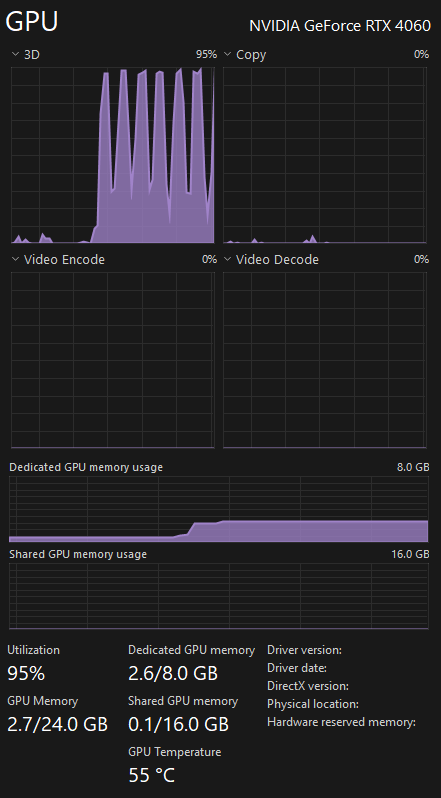 GPU NVIDIA GeForce RTX 4060
3D 95% Copy 0%
Video Encode 0% Video Decode 0%
Dedicated GPU memory usage 8.0 GB
Shared GPU memory usage 16.0 GB
Utilization Dedicated GPU memory Driver version:
95% 2.6/8.0 GB Driver date:
DirectX version:
GPU Memory Shared GPU memory Physical location:
2.7/24.0 GB 0.1/16.0 GB Hardware reserved memory:
GPU Temperature
55 °C